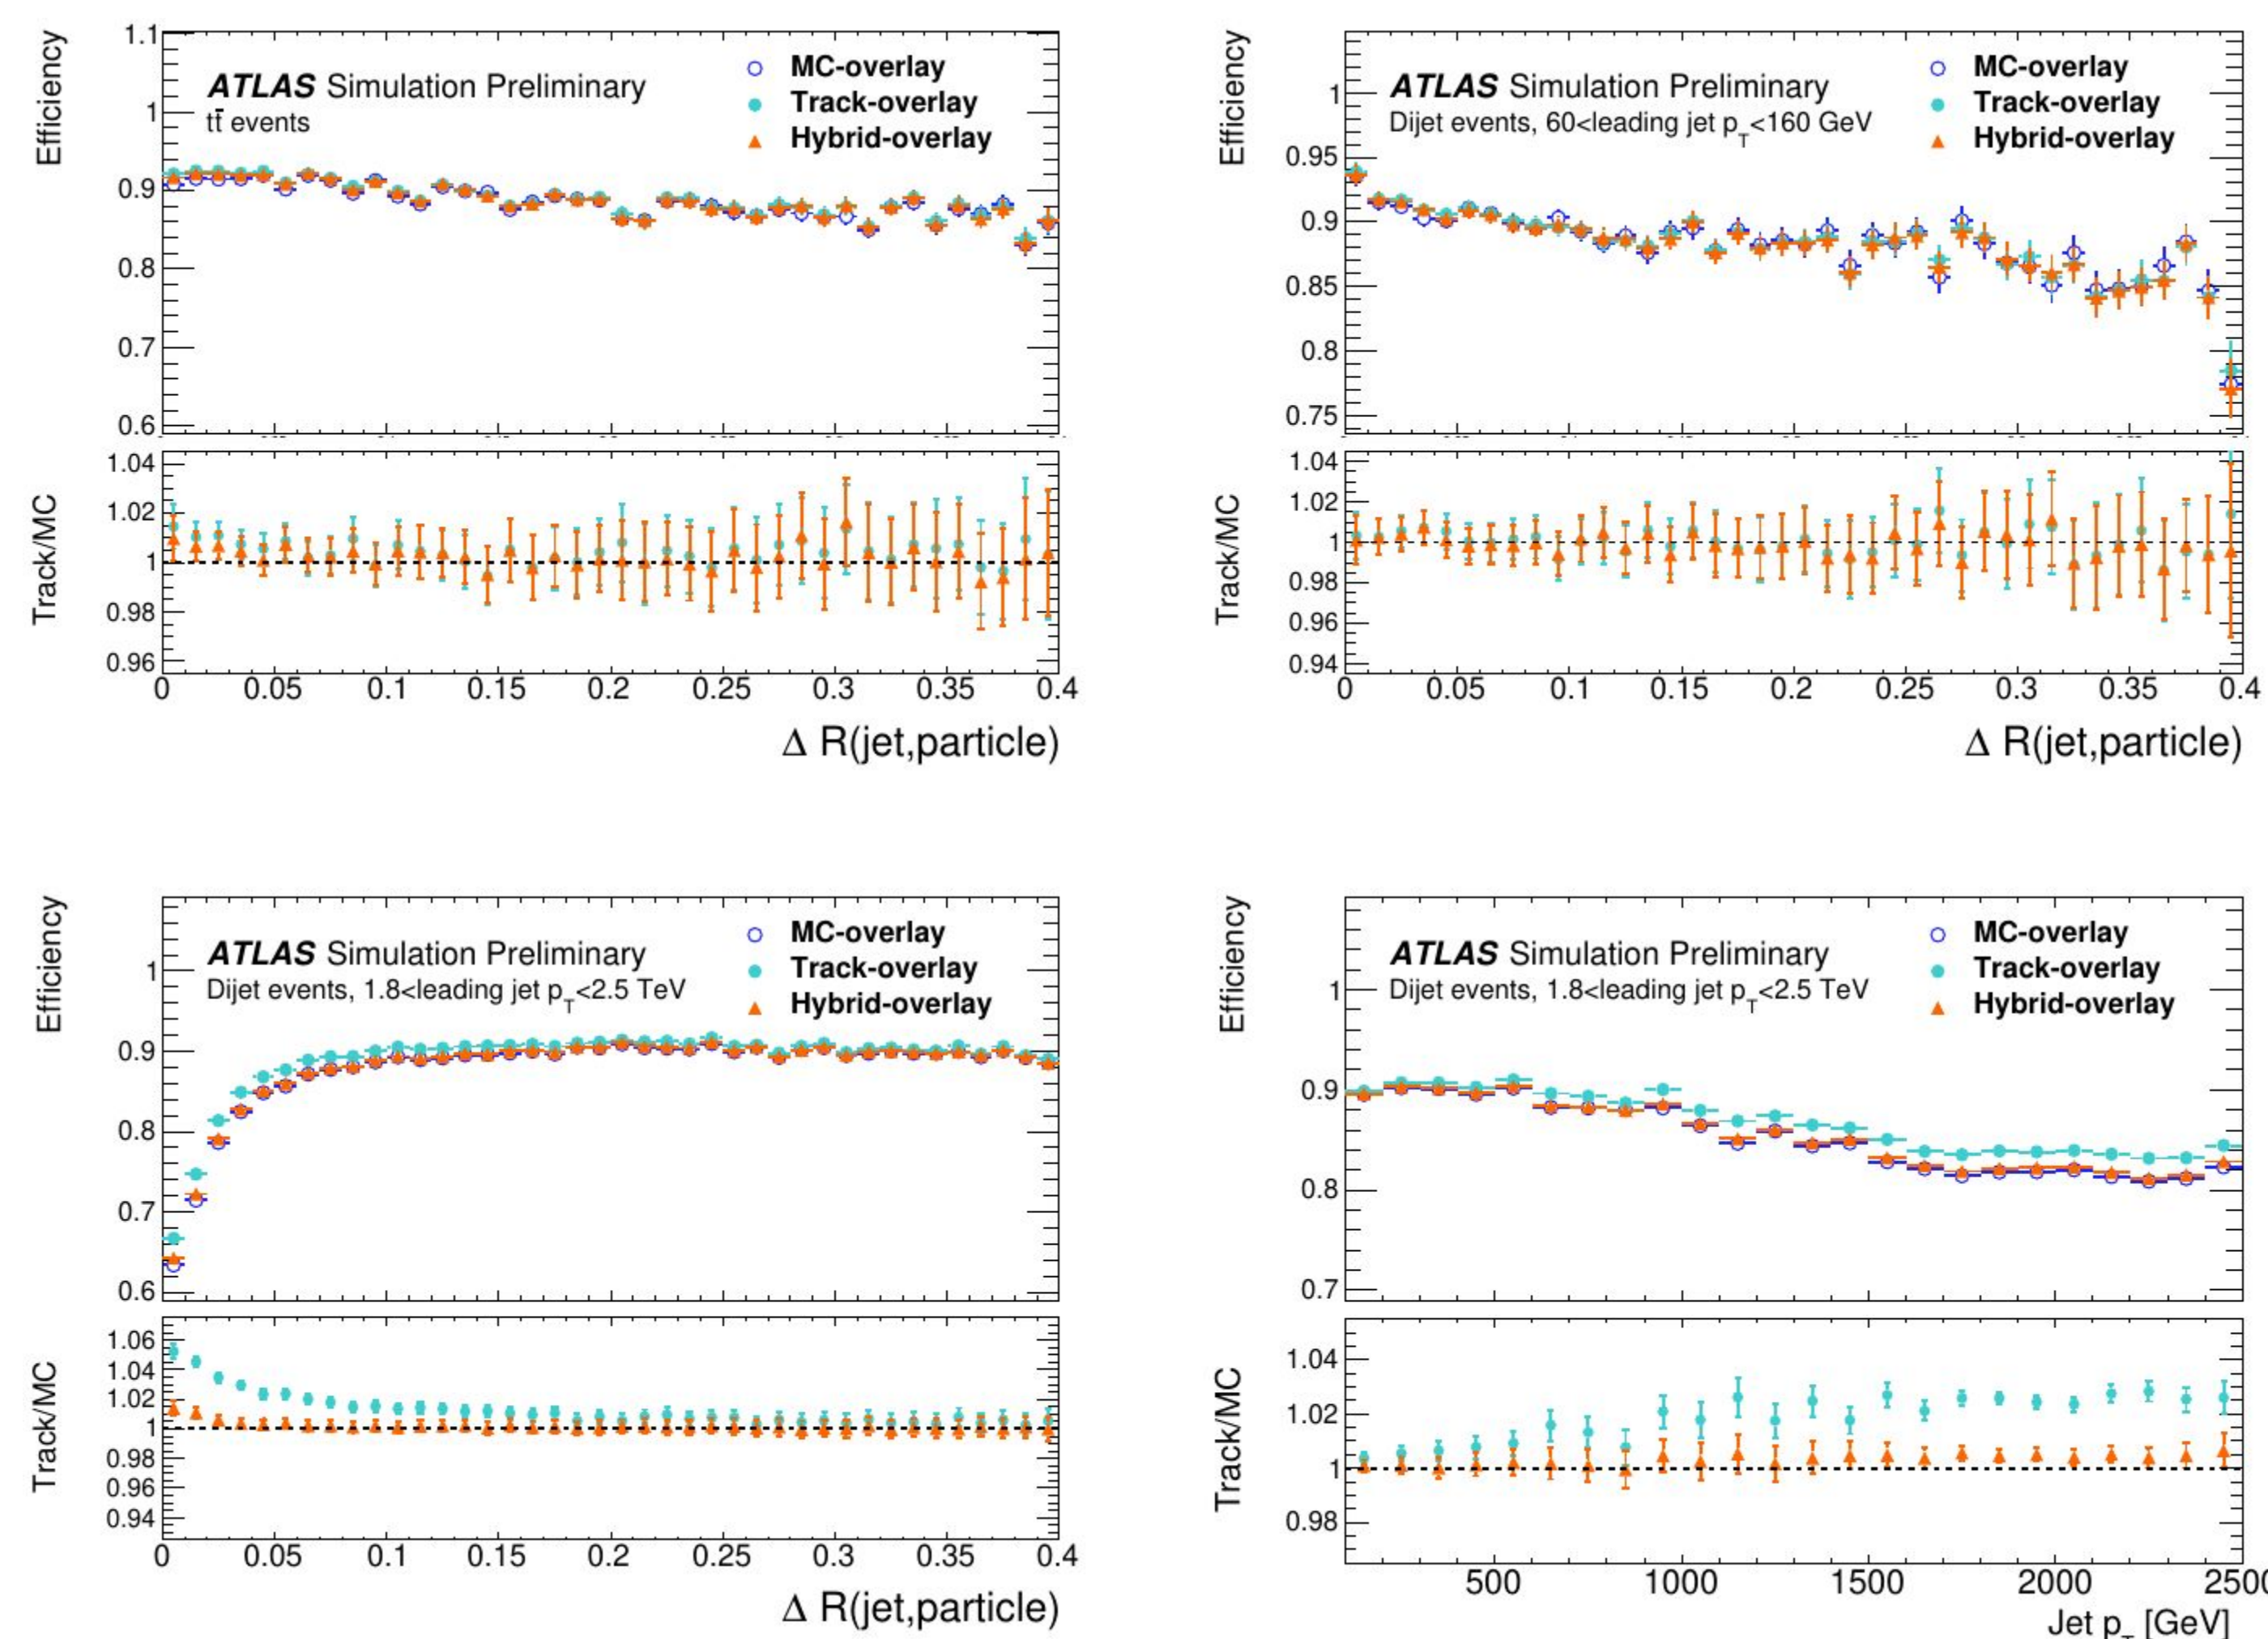 Efficiency
1.1
1
0.9
0.8
0.7
0.6
ATLAS Simulation Preliminary
tt̄ events
MC-overlay
Track-overlay
Hybrid-overlay
Track/MC
1.04
1.02
1
0.98
0.96
0 0.05 0.1 0.15 0.2 0.25 0.3 0.35 0.4
Δ R(jet,particle)
Efficiency
1
0.95
0.9
0.85
0.8
0.75
ATLAS Simulation Preliminary
Dijet events, 60<leading jet p_T<160 GeV
MC-overlay
Track-overlay
Hybrid-overlay
Track/MC
1.04
1.02
1
0.98
0.96
0.94
0 0.05 0.1 0.15 0.2 0.25 0.3 0.35 0.4
Δ R(jet,particle)
Efficiency
1
0.9
0.8
0.7
0.6
ATLAS Simulation Preliminary
Dijet events, 1.8<leading jet p_T<2.5 TeV
MC-overlay
Track-overlay
Hybrid-overlay
Track/MC
1.06
1.04
1.02
1
0.98
0.96
0.94
0 0.05 0.1 0.15 0.2 0.25 0.3 0.35 0.4
Δ R(jet,particle)
Efficiency
1
0.9
0.8
0.7
ATLAS Simulation Preliminary
Dijet events, 1.8<leading jet p_T<2.5 TeV
MC-overlay
Track-overlay
Hybrid-overlay
Track/MC
1.04
1.02
1
0.98
500 1000 1500 2000 2500
Jet p_T [GeV]